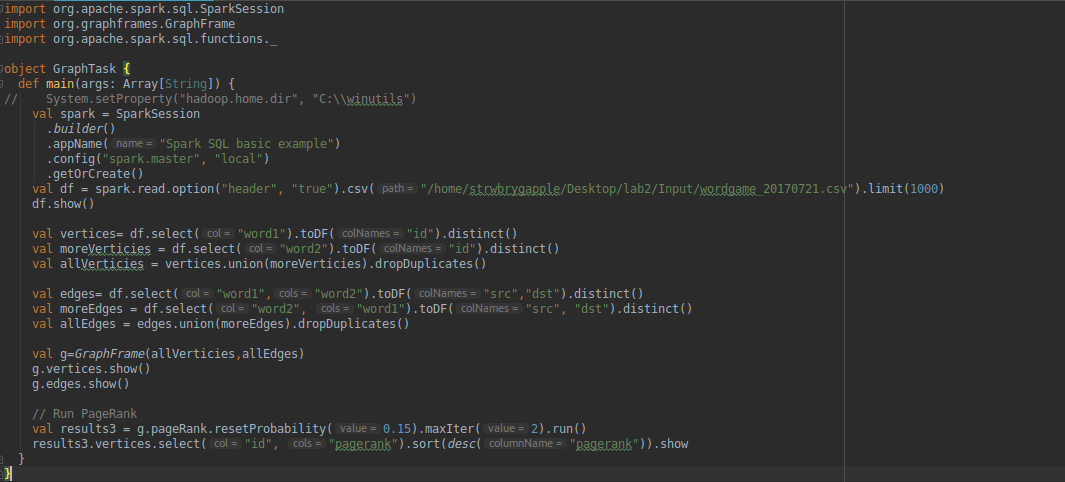 import org.apache.spark.sql.SparkSession
import org.graphframes.GraphFrame
import org.apache.spark.sql.functions._

object GraphTask {
  def main(args: Array[String]) {
//    System.setProperty("hadoop.home.dir", "C:\\winutils")
    val spark = SparkSession
      .builder()
      .appName( name = "Spark SQL basic example")
      .config("spark.master", "local")
      .getOrCreate()
    val df = spark.read.option("header", "true").csv( path = "/home/strwbrygapple/Desktop/lab2/Input/wordgame_20170721.csv").limit(1000)
    df.show()

    val vertices= df.select( col = "word1").toDF( colNames = "id").distinct()
    val moreVerticies = df.select( col = "word2").toDF( colNames = "id").distinct()
    val allVerticies = vertices.union(moreVerticies).dropDuplicates()

    val edges= df.select( col = "word1", cols = "word2").toDF( colNames = "src","dst").distinct()
    val moreEdges = df.select( col = "word2", cols = "word1").toDF( colNames = "src", "dst").distinct()
    val allEdges = edges.union(moreEdges).dropDuplicates()

    val g=GraphFrame(allVerticies,allEdges)
    g.vertices.show()
    g.edges.show()

    // Run PageRank
    val results3 = g.pageRank.resetProbability( value = 0.15).maxIter( value = 2).run()
    results3.vertices.select( col = "id", cols = "pagerank").sort(desc( columnName = "pagerank")).show
  }
}